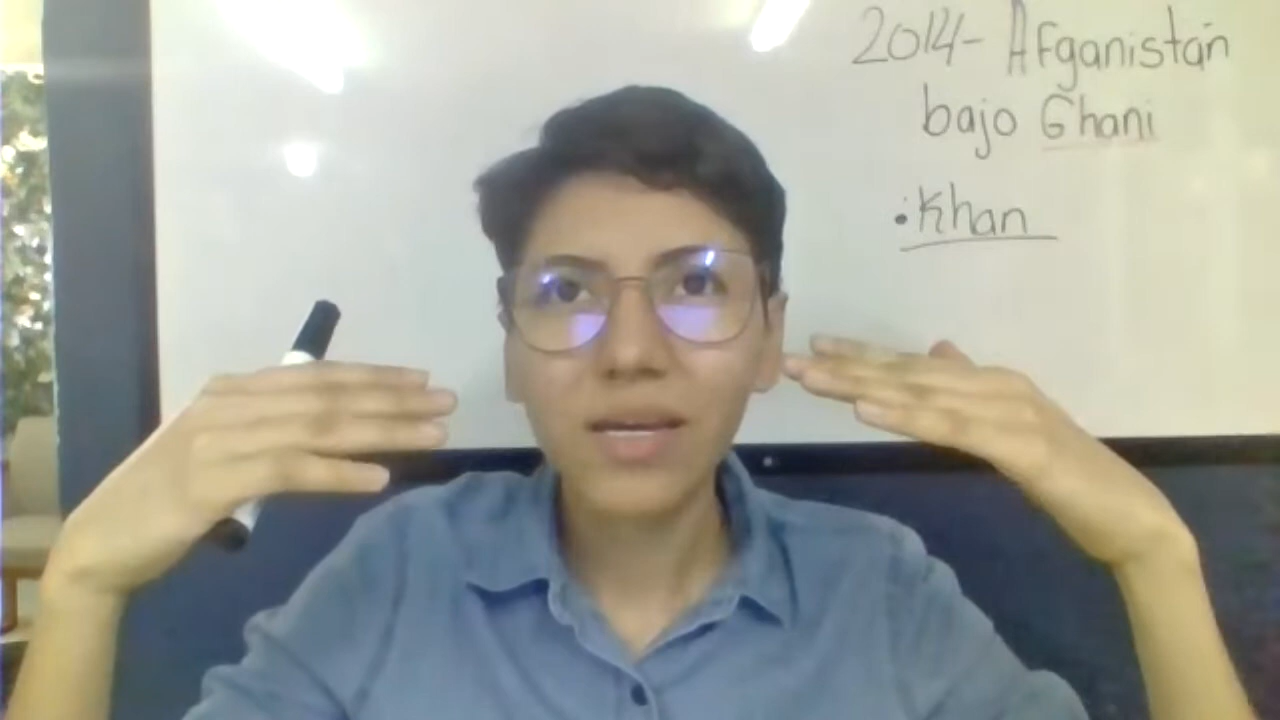 2014- Afganistán
bajo Ghani
• Khan